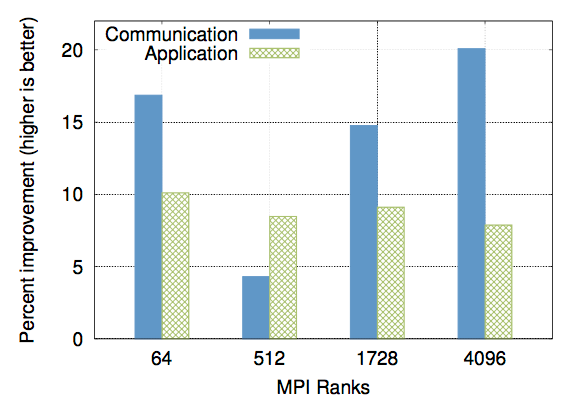 Communication
Application
Percent improvement (higher is better)
20
15
10
5
0
64 512 1728 4096
MPI Ranks